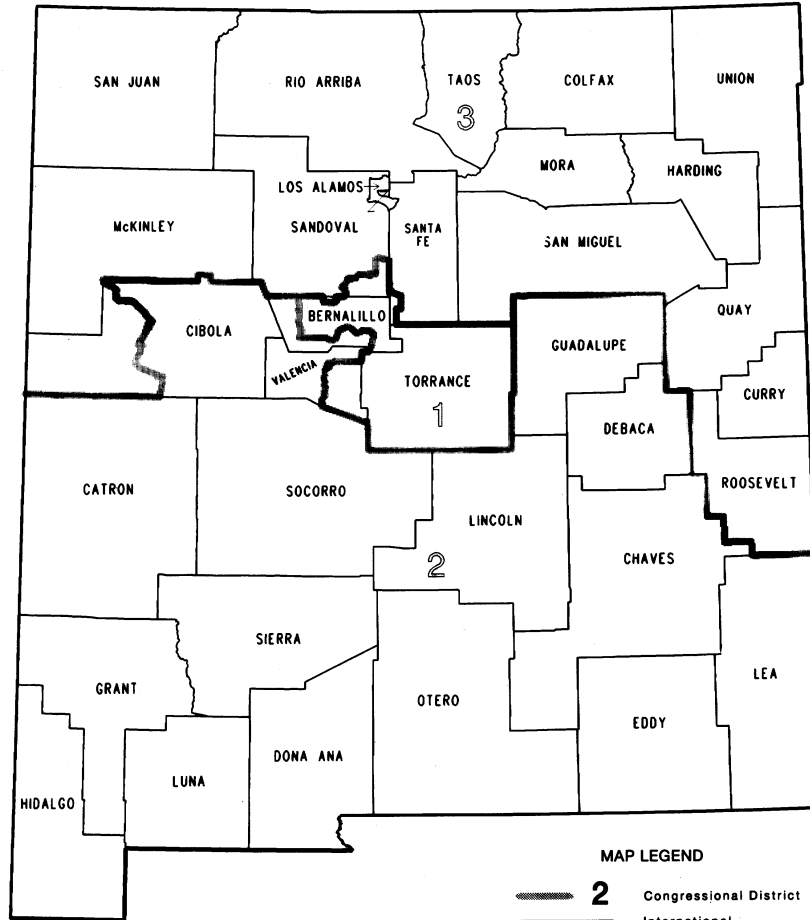 SAN JUAN
RIO ARRIBA
TAOS
COLFAX
UNION
3
MORA
HARDING
LOS ALAMOS
McKINLEY
SANDOVAL
SANTA
FE
SAN MIGUEL
BERNALILLO
QUAY
CIBOLA
GUADALUPE
VALENCIA
TORRANCE
CURRY
1
DEBACA
CATRON
SOCORRO
ROOSEVELT
LINCOLN
CHAVES
2
SIERRA
GRANT
LEA
OTERO
EDDY
DONA ANA
LUNA
HIDALGO
MAP LEGEND
2 Congressional District
International